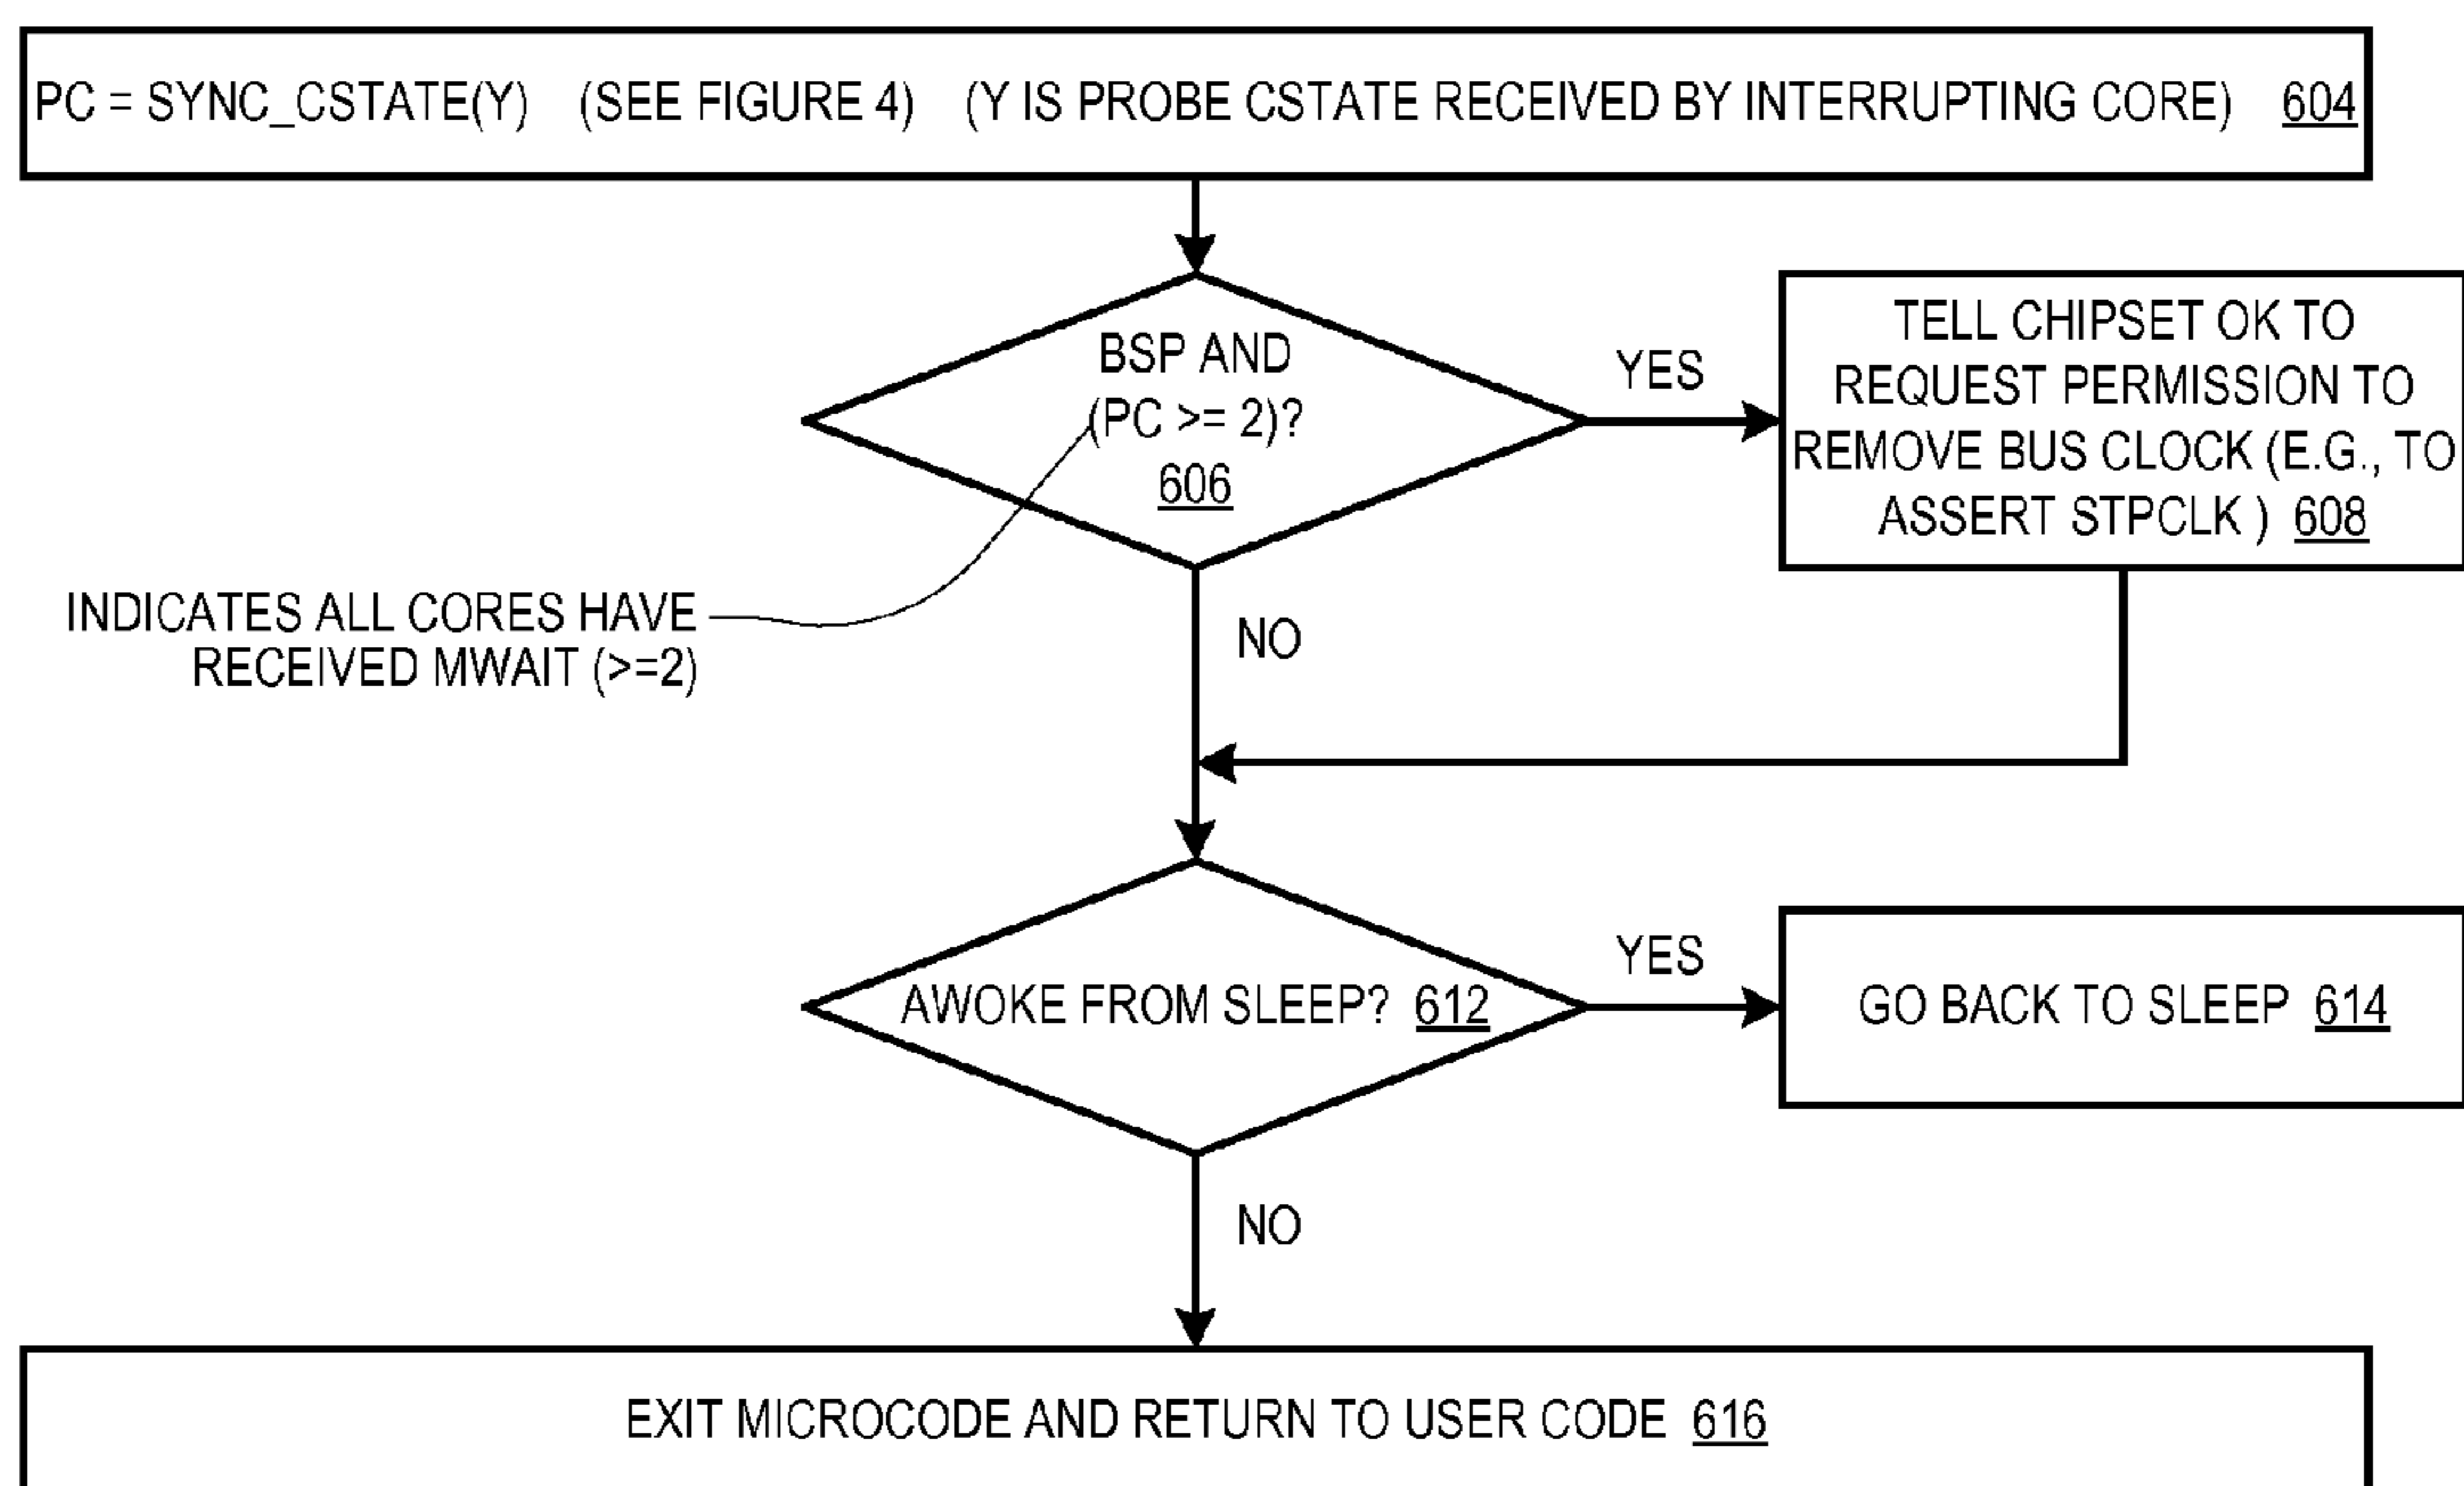 PC = SYNC_CSTATE(Y) (SEE FIGURE 4) (Y IS PROBE CSTATE RECEIVED BY INTERRUPTING CORE) 604
BSP AND
(PC >= 2)?
606
YES
TELL CHIPSET OK TO
REQUEST PERMISSION TO
REMOVE BUS CLOCK (E.G., TO
ASSERT STPCLK ) 608
INDICATES ALL CORES HAVE
RECEIVED MWAIT (>=2)
NO
AWOKE FROM SLEEP? 612
YES
GO BACK TO SLEEP 614
NO
EXIT MICROCODE AND RETURN TO USER CODE 616